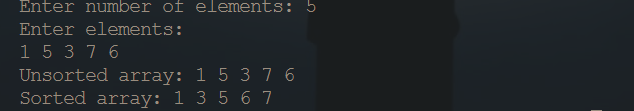 Enter number of elements: 5
Enter elements:
1 5 3 7 6
Unsorted array: 1 5 3 7 6
Sorted array: 1 3 5 6 7